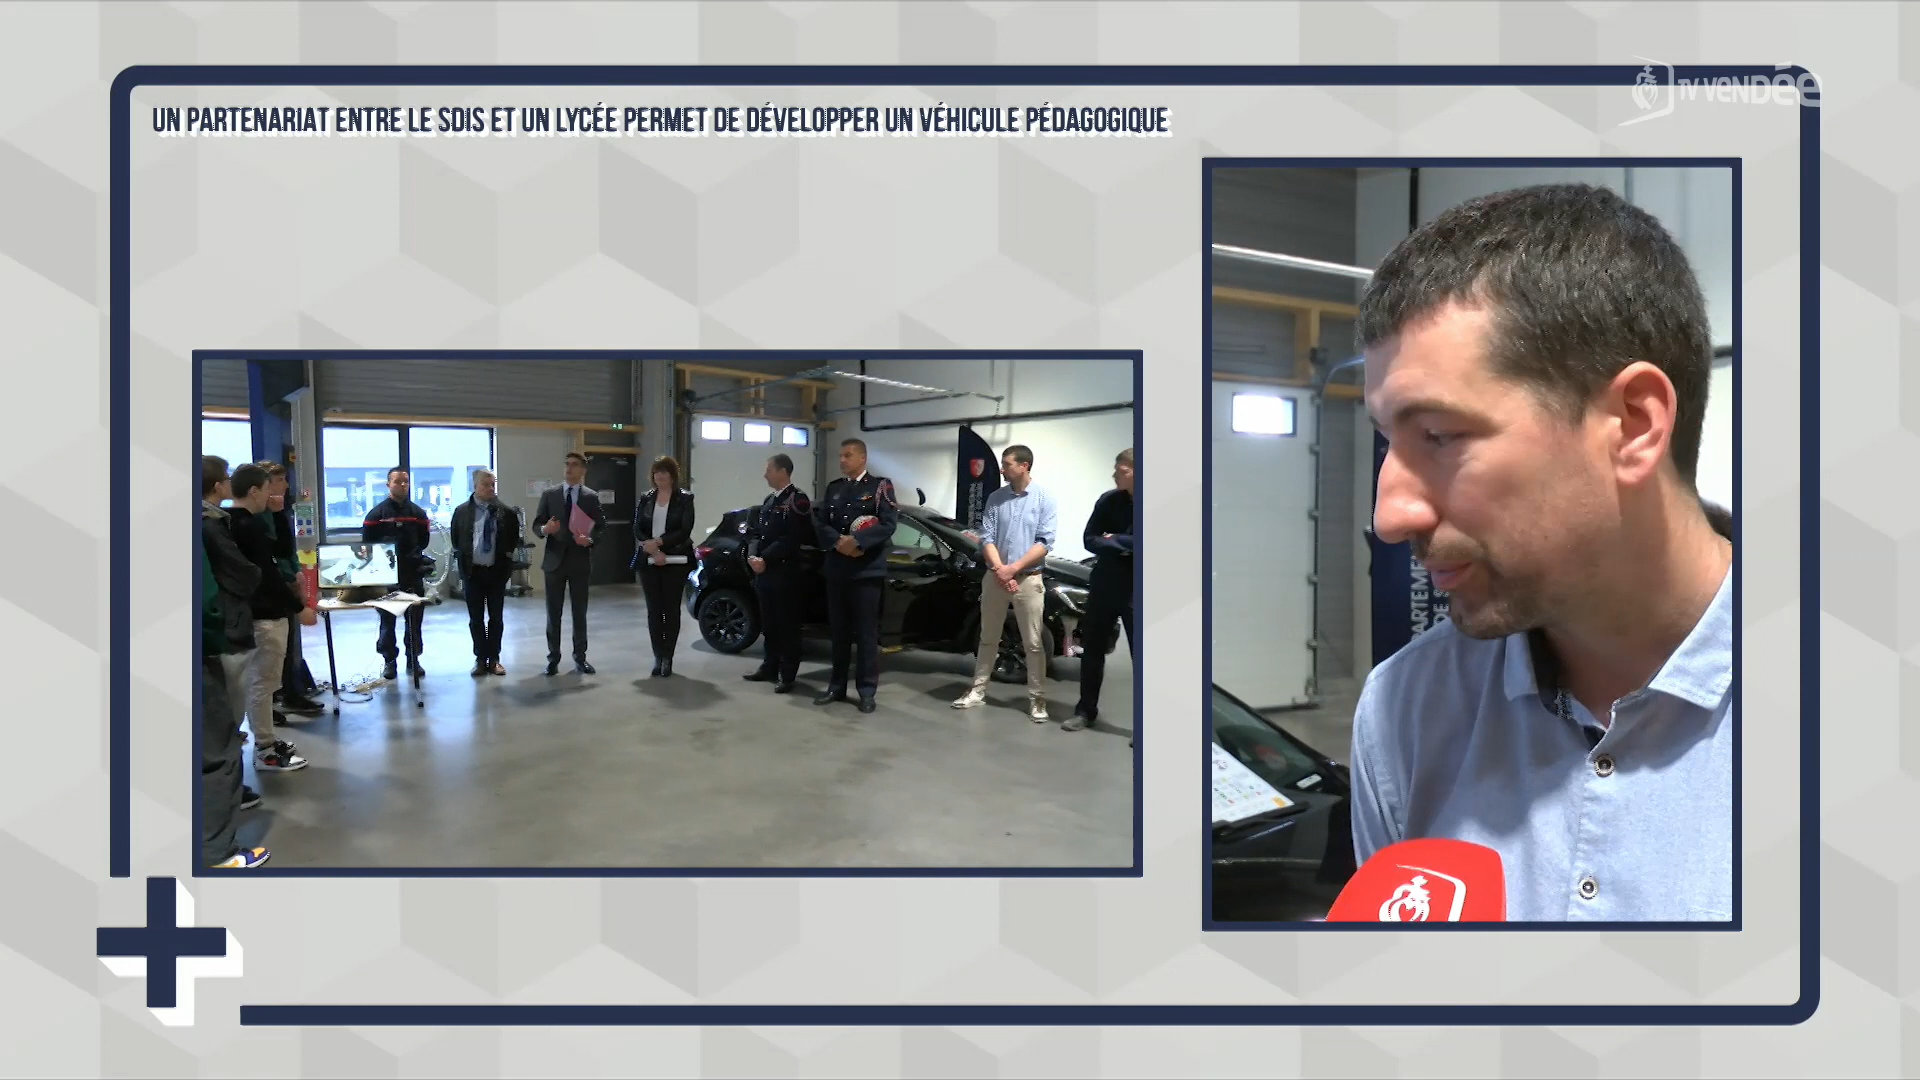 TV VENDÉE
UN PARTENARIAT ENTRE LE SDIS ET UN LYCÉE PERMET DE DÉVELOPPER UN VÉHICULE PÉDAGOGIQUE